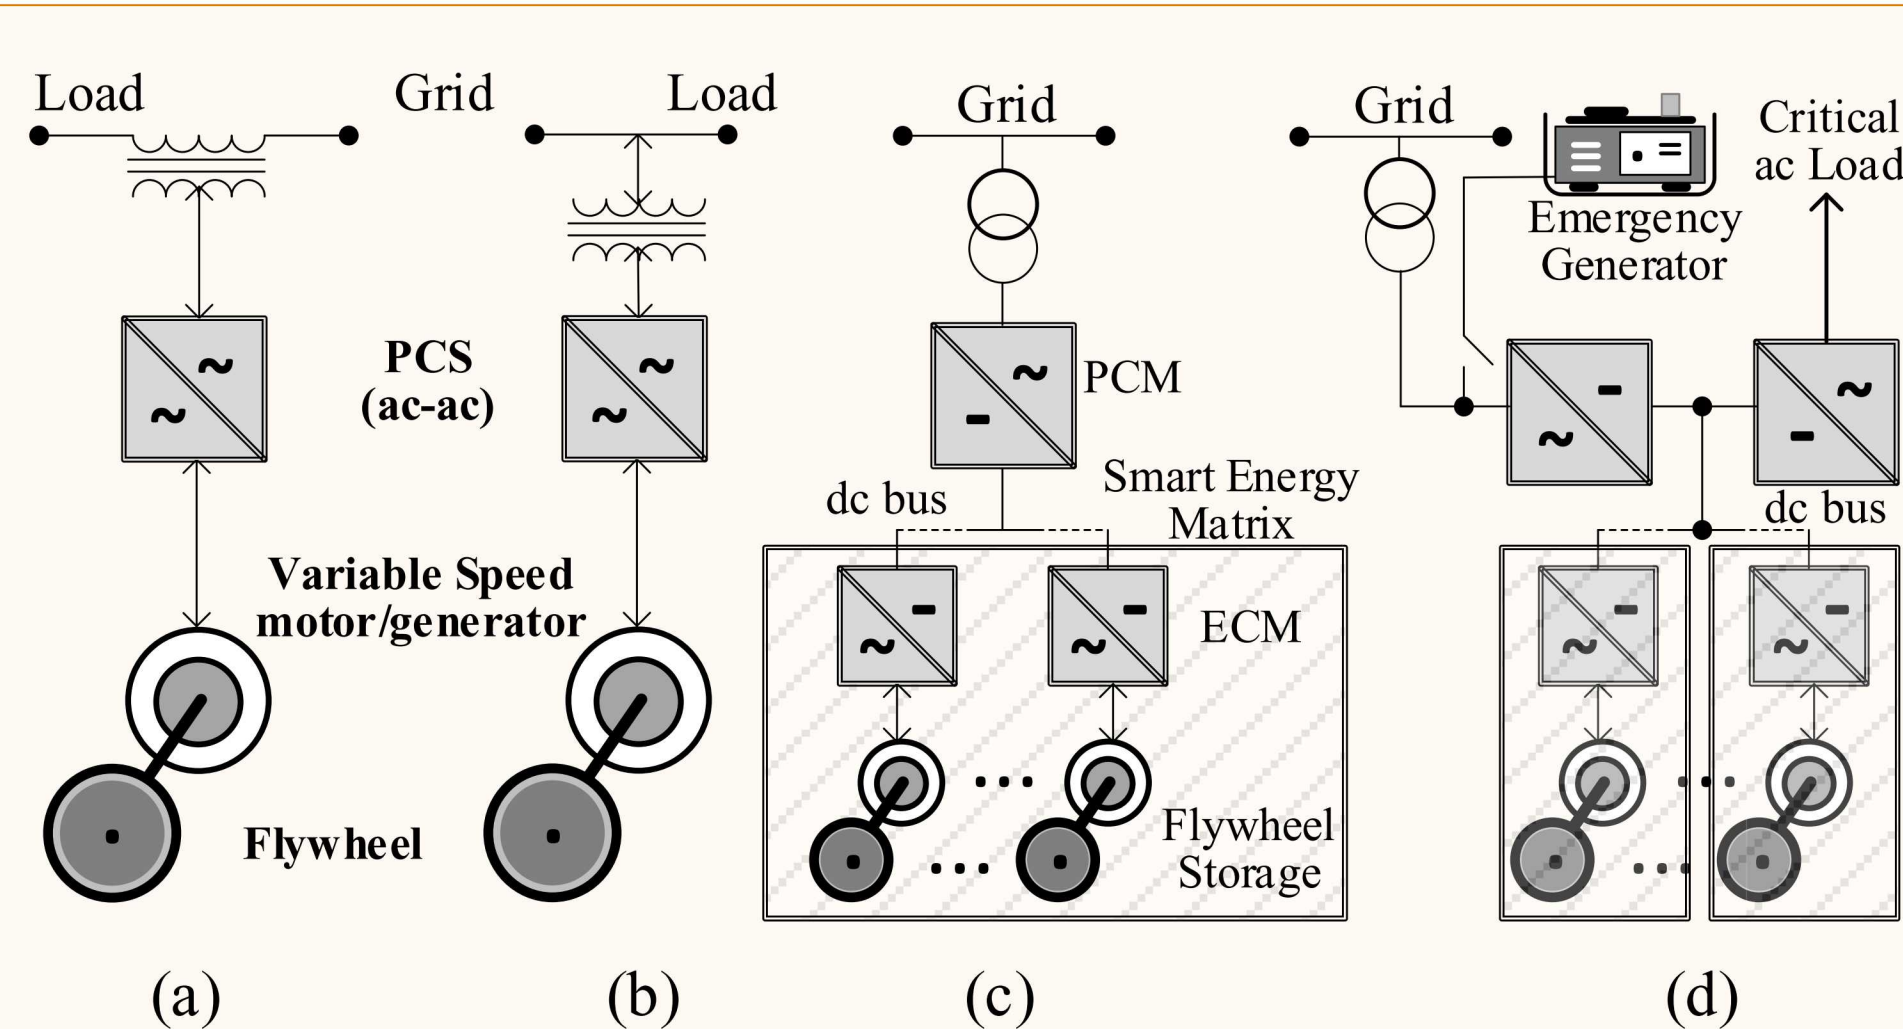 Load
Grid
Load
Grid
Grid
Critical
ac Load
Emergency
Generator
PCS
(ac-ac)
~
~
~
~
PCM
~
-
-
~
~
-
dc bus
Smart Energy
Matrix
dc bus
Variable Speed
motor/generator
-
~
-
~
ECM
-
~
-
~
Flywheel
...
...
Flywheel
Storage
...
...
(a)
(b)
(c)
(d)